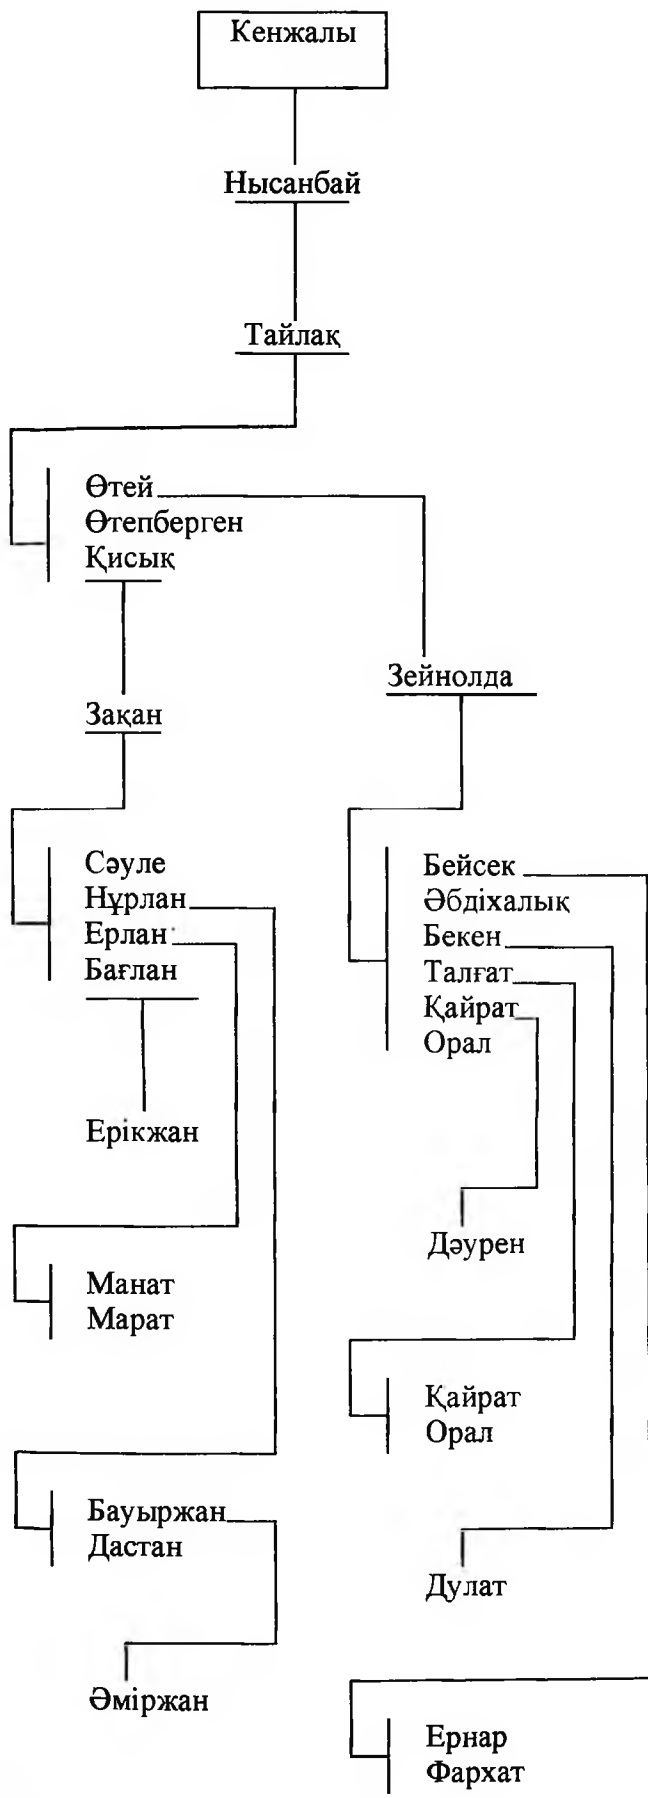 Кенжалы
Нысанбай
Тайлақ
Өтей
Өтепберген
Қисық
Зақан
Зейнолда
Сәуле
Нұрлан
Ерлан
Бағлан
Ерікжан
Манат
Марат
Бауыржан
Дастан
Әміржан
Бейсек
Әбдіхалық
Бекен
Талғат
Қайрат
Орал
Дәурен
Қайрат
Орал
Дулат
Ернар
Фархат